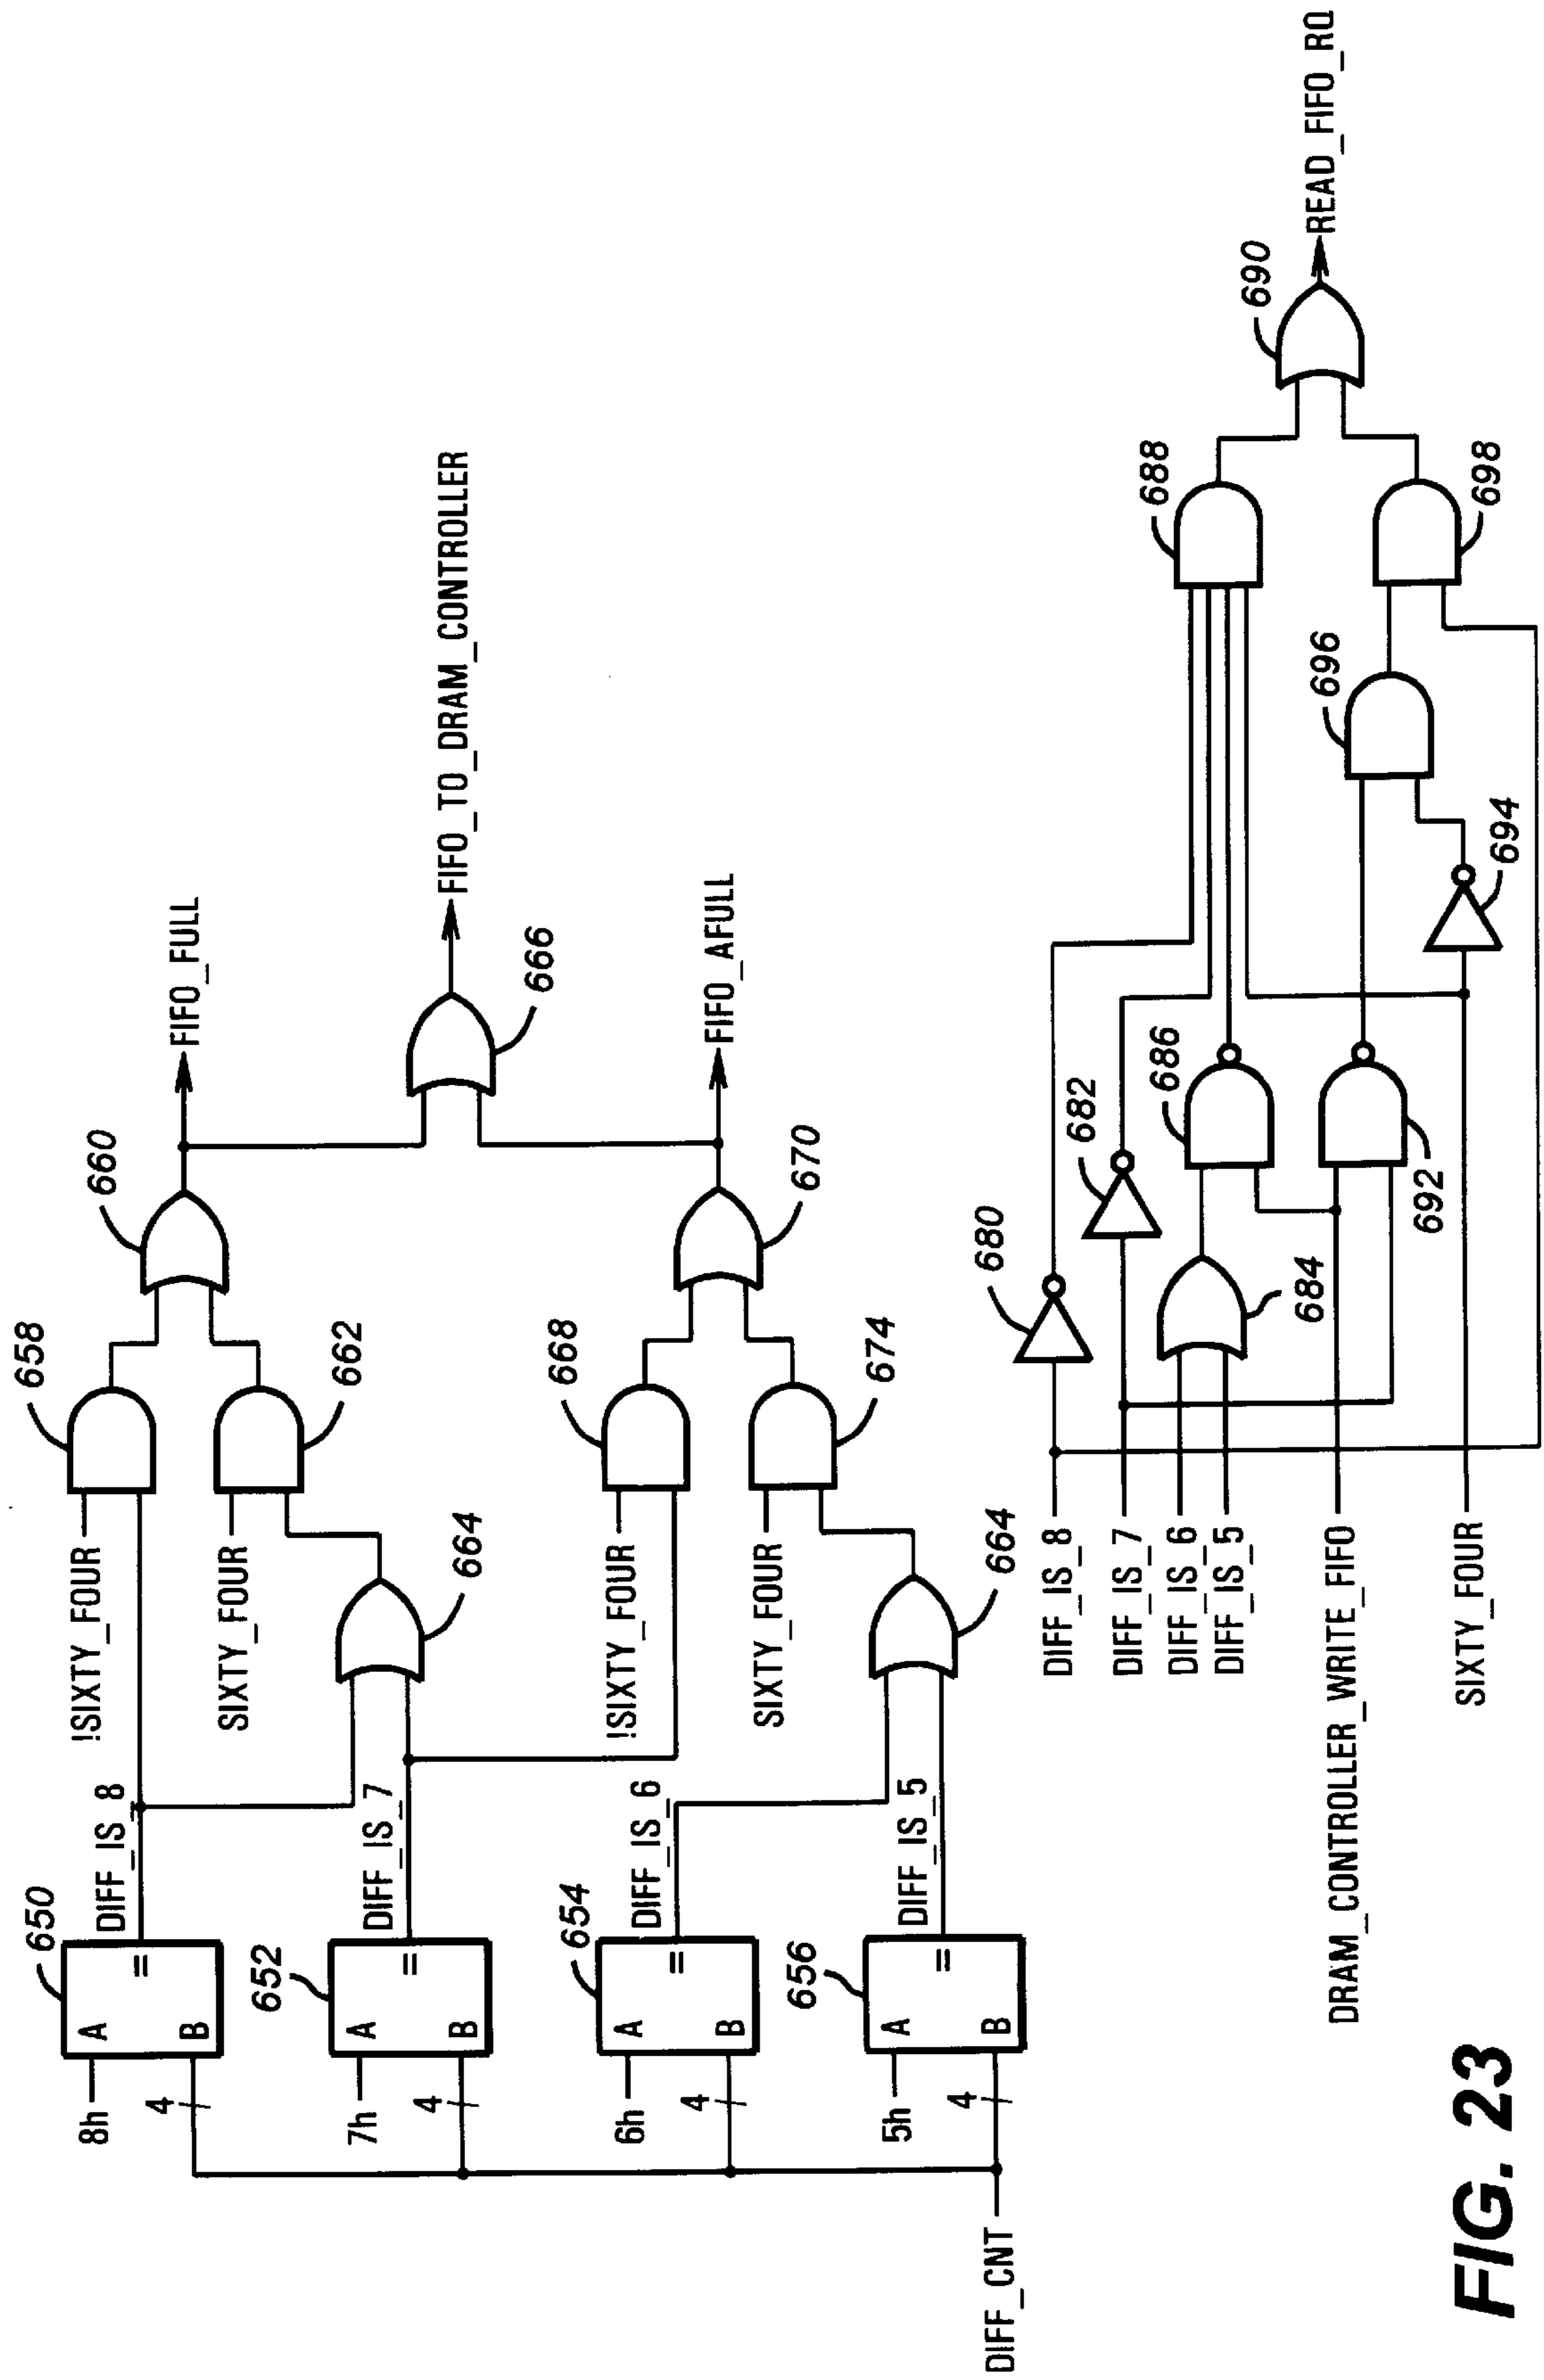 650
8h
A
B
=
4
DIFF_IS_8
!SIXTY_FOUR
658
SIXTY_FOUR
662
660
FIFO_FULL
652
7h
A
B
=
4
DIFF_IS_7
664
666
FIFO_TO_DRAM_CONTROLLER
654
6h
A
B
=
4
DIFF_IS_6
!SIXTY_FOUR
668
SIXTY_FOUR
674
670
FIFO_AFULL
656
5h
A
B
=
4
DIFF_IS_5
664
DIFF_CNT
DIFF_IS_8
DIFF_IS_7
DIFF_IS_6
DIFF_IS_5
DRAM_CONTROLLER_WRITE_FIFO
SIXTY_FOUR
680
682
684
686
692
694
696
688
698
690
READ_FIFO_RQ
FIG. 23